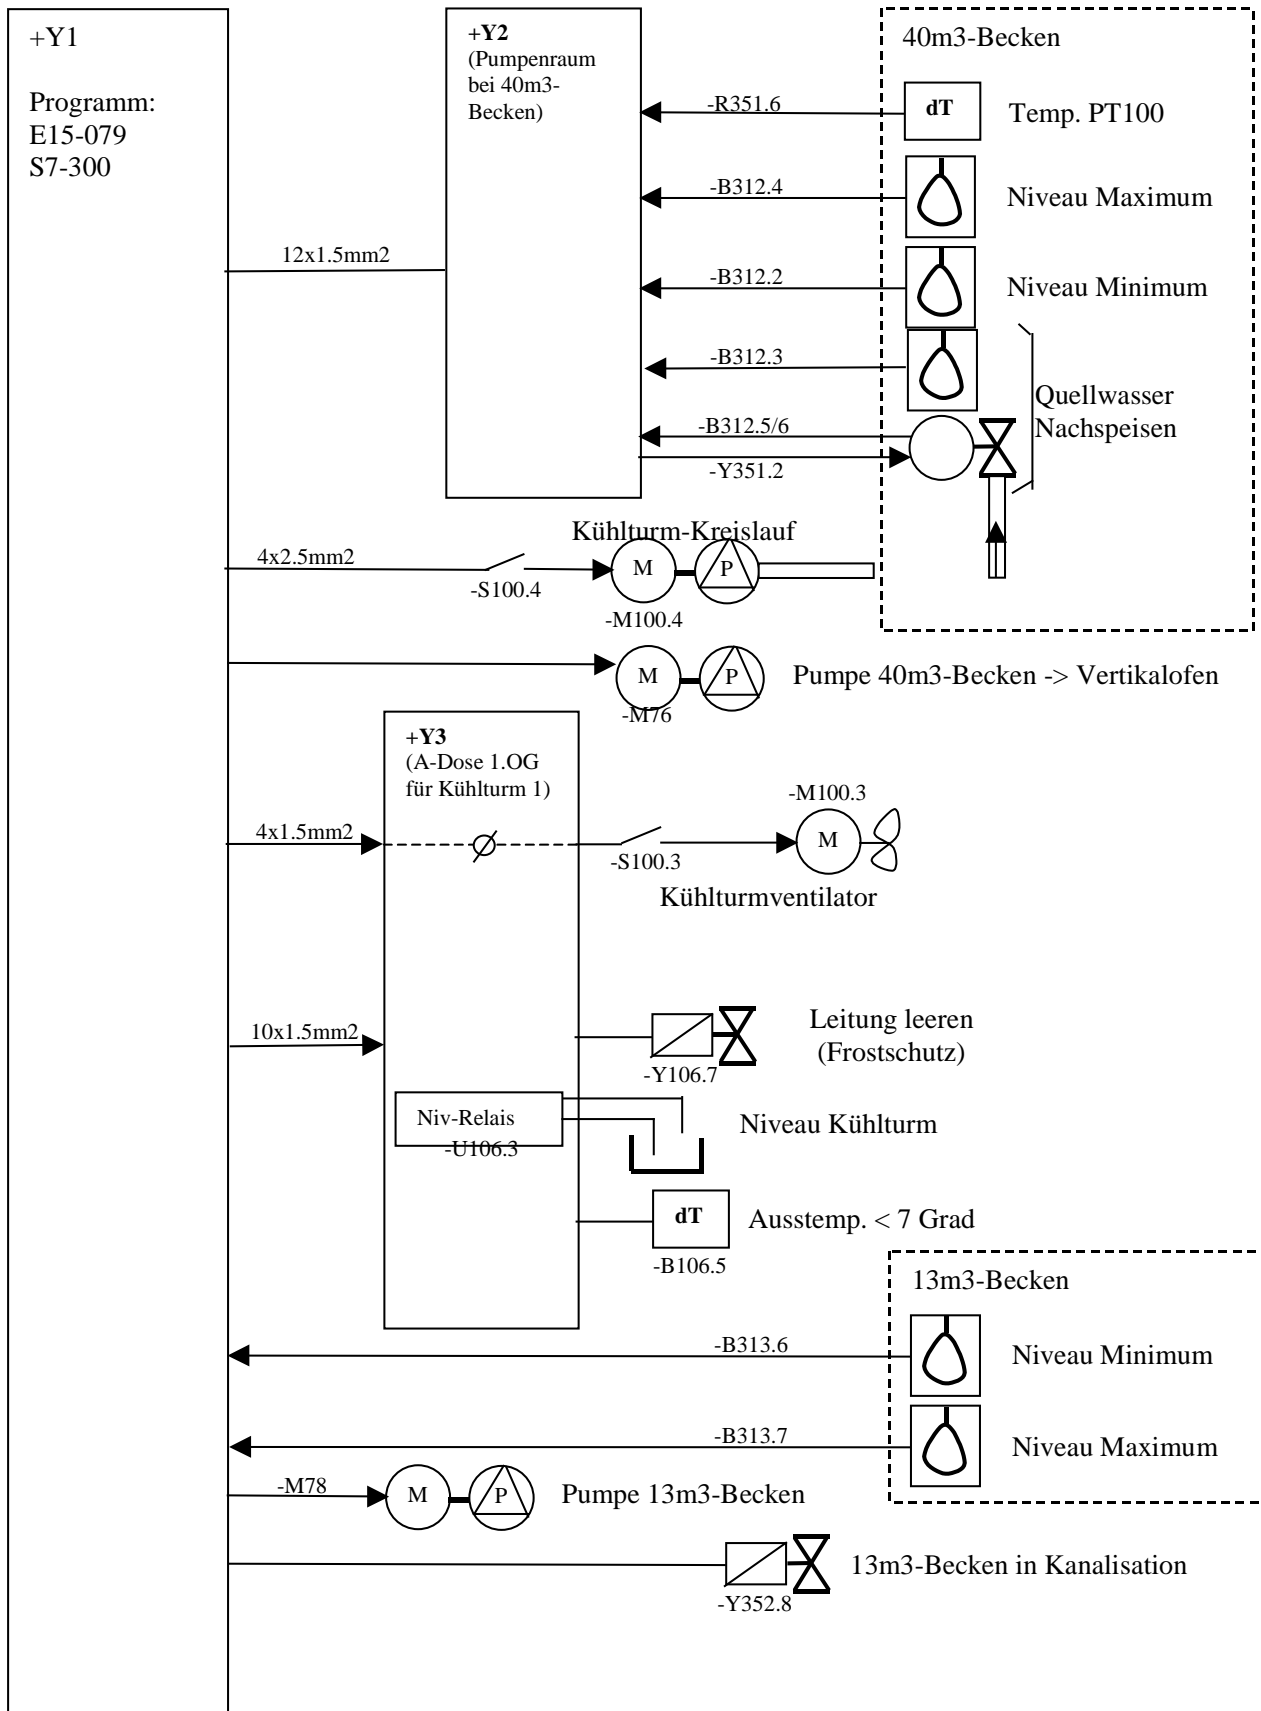 +Y1
Programm:
E15-079
S7-300
+Y2
(Pumpenraum
bei 40m3-
Becken)
40m3-Becken
-R351.6
dT
Temp. PT100
-B312.4
Niveau Maximum
12x1.5mm2
-B312.2
Niveau Minimum
-B312.3
Quellwasser
Nachspeisen
-B312.5/6
-Y351.2
Kühlturm-Kreislauf
4x2.5mm2
-S100.4
M
P
-M100.4
M
P
Pumpe 40m3-Becken -> Vertikalofen
-M76
+Y3
(A-Dose 1.OG
für Kühlturm 1)
-M100.3
4x1.5mm2
-S100.3
M
Kühlturmventilator
10x1.5mm2
Leitung leeren
(Frostschutz)
-Y106.7
Niv-Relais
-U106.3
Niveau Kühlturm
dT
Ausstemp. < 7 Grad
-B106.5
13m3-Becken
-B313.6
Niveau Minimum
-B313.7
Niveau Maximum
-M78
M
P
Pumpe 13m3-Becken
13m3-Becken in Kanalisation
-Y352.8